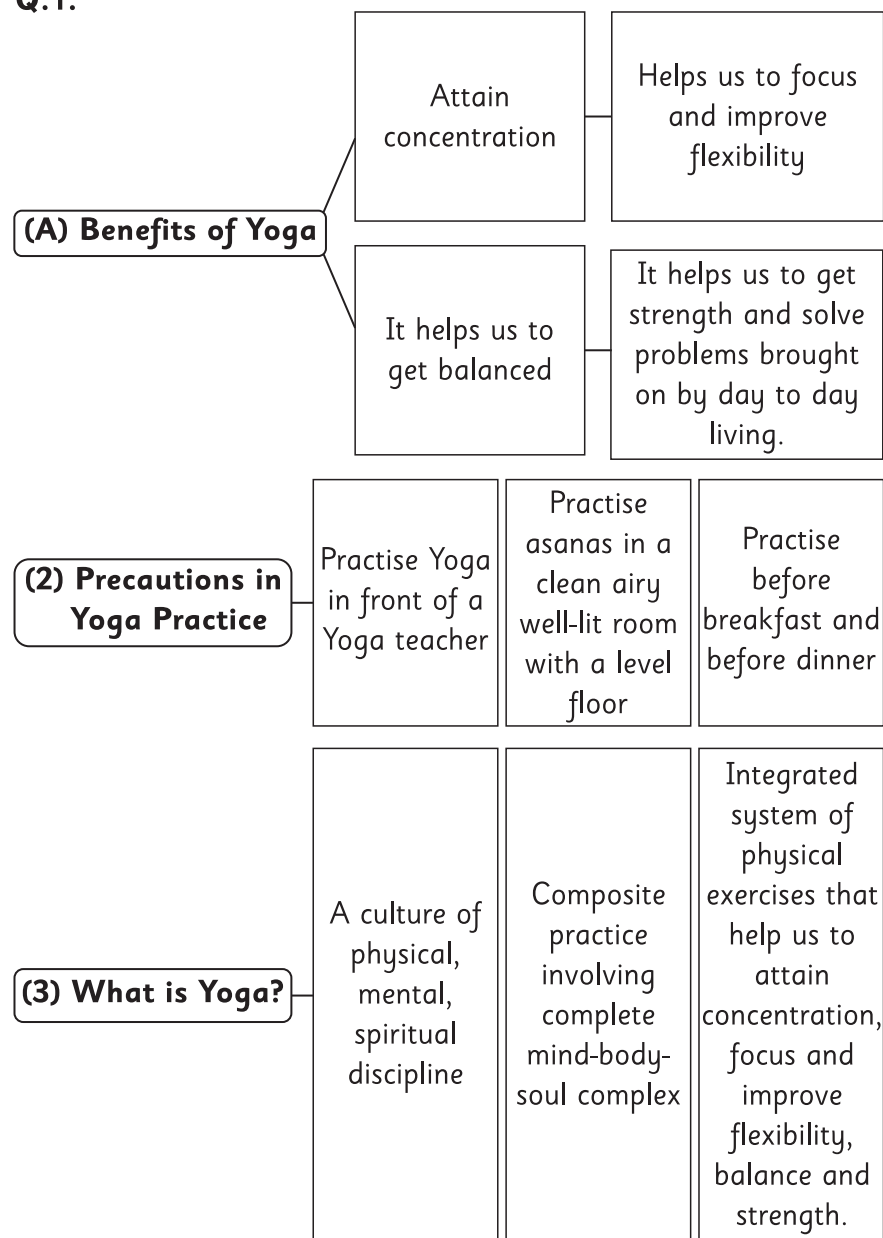 Q.1.
Attain
concentration
Helps us to focus
and improve
flexibility
(A) Benefits of Yoga
It helps us to
get balanced
It helps us to get
strength and solve
problems brought
on by day to day
living.
(2) Precautions in
Yoga Practice
Practise Yoga
in front of a
Yoga teacher
Practise
asanas in a
clean airy
well-lit room
with a level
floor
Practise
before
breakfast and
before dinner
(3) What is Yoga?
A culture of
physical,
mental,
spiritual
discipline
Composite
practice
involving
complete
mind-body-
soul complex
Integrated
system of
physical
exercises that
help us to
attain
concentration,
focus and
improve
flexibility,
balance and
strength.